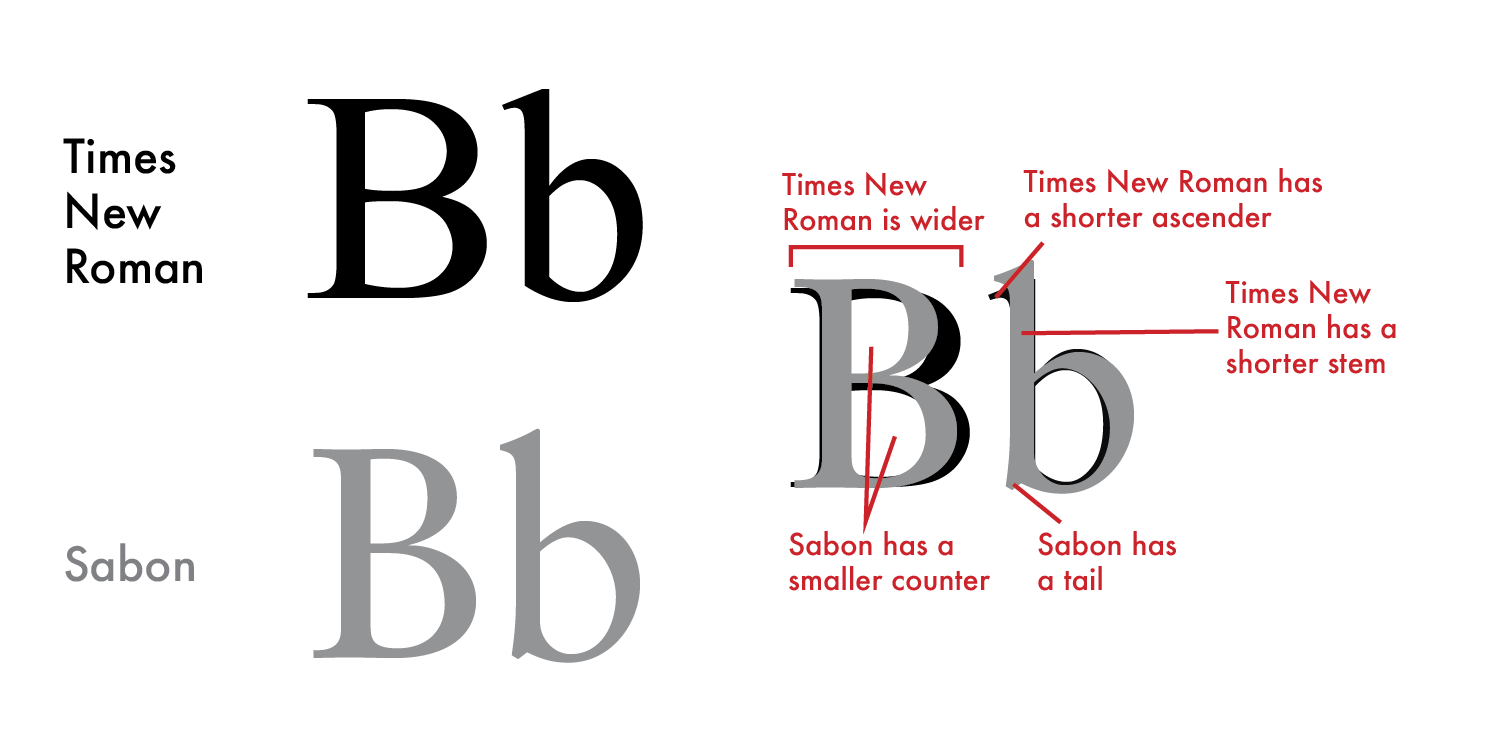 Times
New
Roman
Bb
Sabon
Bb
Times New
Roman is wider
Times New Roman has
a shorter ascender
Times New
Roman has a
shorter stem
Bb
Sabon has a
smaller counter
Sabon has
a tail